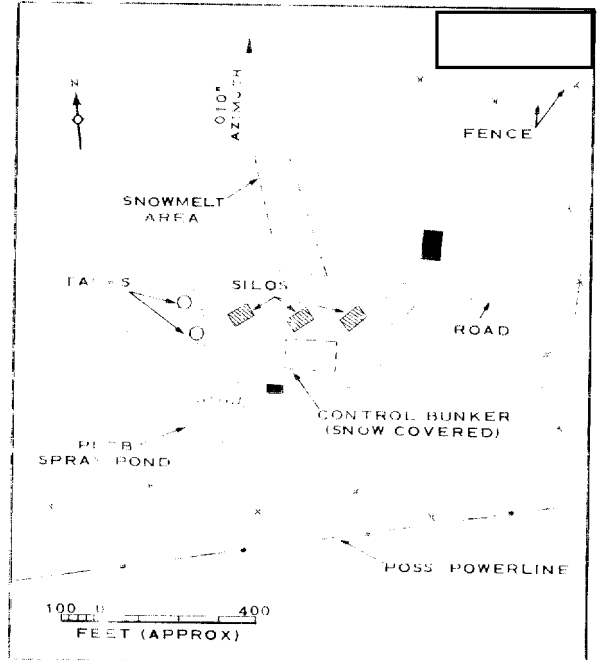 N
010°
AZIMUTH
FENCE
SNOWMELT
AREA
SILOS
ROAD
CONTROL BUNKER
(SNOW COVERED)
SPRAY POND
POSS POWERLINE
100 0 400
FEET (APPROX)